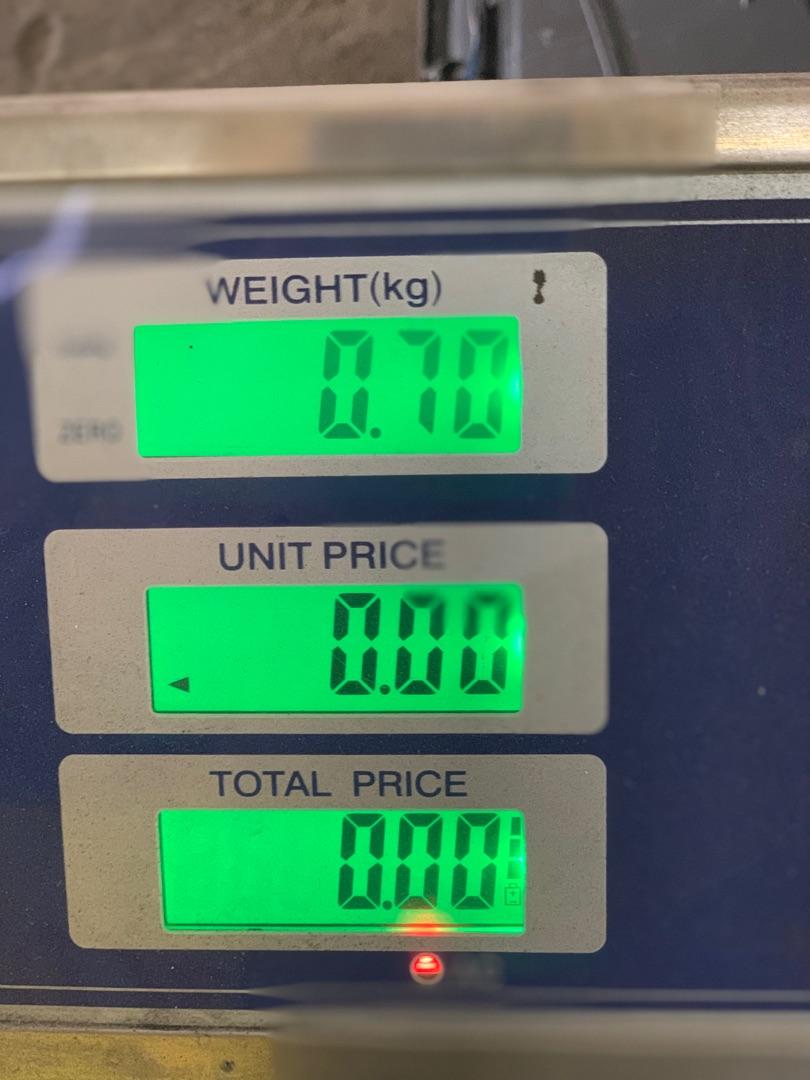 WEIGHT(kg)
0.70
ZERO
UNIT PRICE
0.00
TOTAL PRICE
0.00